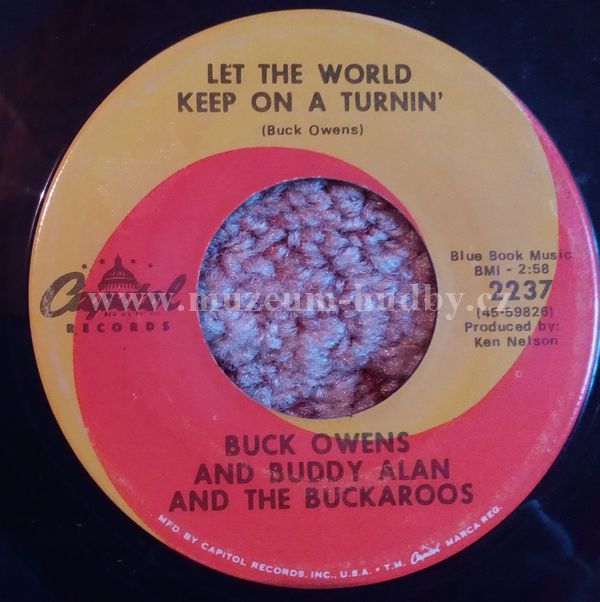 LET THE WORLD
KEEP ON A TURNIN'
(Buck Owens)
Capitol
RECORDS
Blue Book Music
BMI - 2:58
2237
(45-59826)
Produced by:
Ken Nelson
www.muzeum-hudby.cz
BUCK OWENS
AND BUDDY ALAN
AND THE BUCKAROOS
MFD. BY CAPITOL RECORDS, INC., U.S.A. • T.M. Capitol MARCA REG.